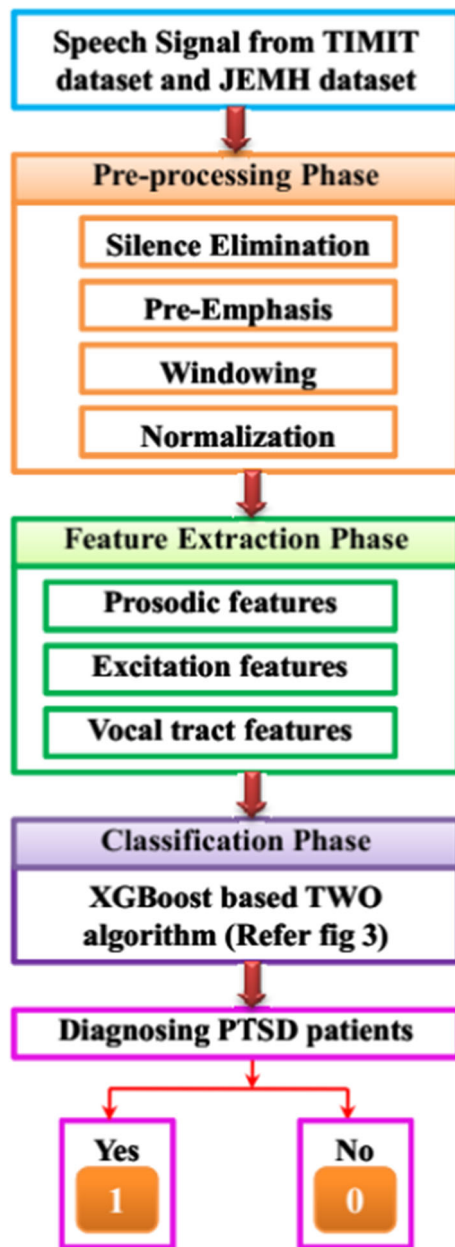 Speech Signal from TIMIT
dataset and JEMH dataset
Pre-processing Phase
Silence Elimination
Pre-Emphasis
Windowing
Normalization
Feature Extraction Phase
Prosodic features
Excitation features
Vocal tract features
Classification Phase
XGBoost based TWO
algorithm (Refer fig 3)
Diagnosing PTSD patients
Yes
1
No
0